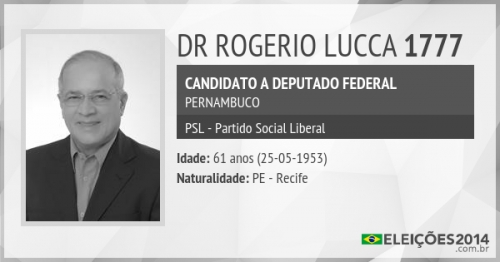 DR ROGERIO LUCCA 1777
CANDIDATO A DEPUTADO FEDERAL
PERNAMBUCO
PSL - Partido Social Liberal
Idade: 61 anos (25-05-1953)
Naturalidade: PE - Recife
ELEIÇÕES2014
.com.br